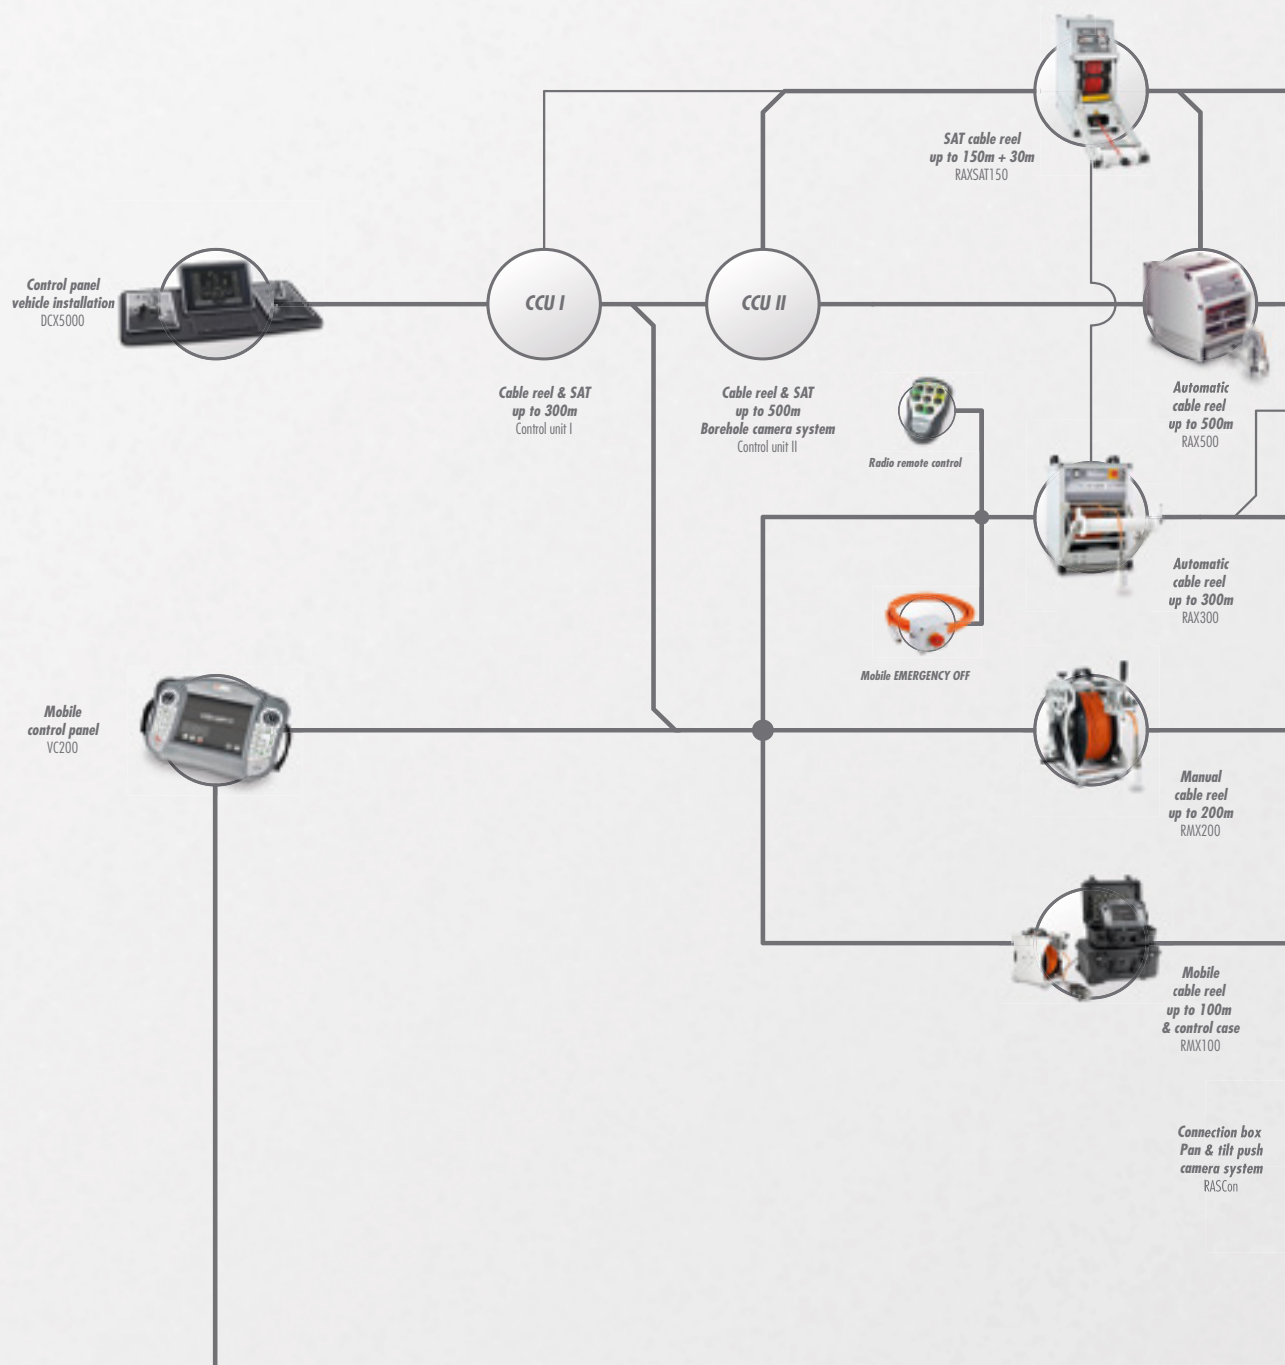 SAT cable reel
up to 150m + 30m
RAXSAT150
Control panel
vehicle installation
DCX5000
CCU I
CCU II
Cable reel & SAT
up to 300m
Control unit I
Cable reel & SAT
up to 500m
Borehole camera system
Control unit II
Automatic
cable reel
up to 500m
RAX500
Radio remote control
Automatic
cable reel
up to 300m
RAX300
Mobile EMERGENCY OFF
Mobile
control panel
VC200
Manual
cable reel
up to 200m
RMX200
Mobile
cable reel
up to 100m
& control case
RMX100
Connection box
Pan & tilt push
camera system
RASCon